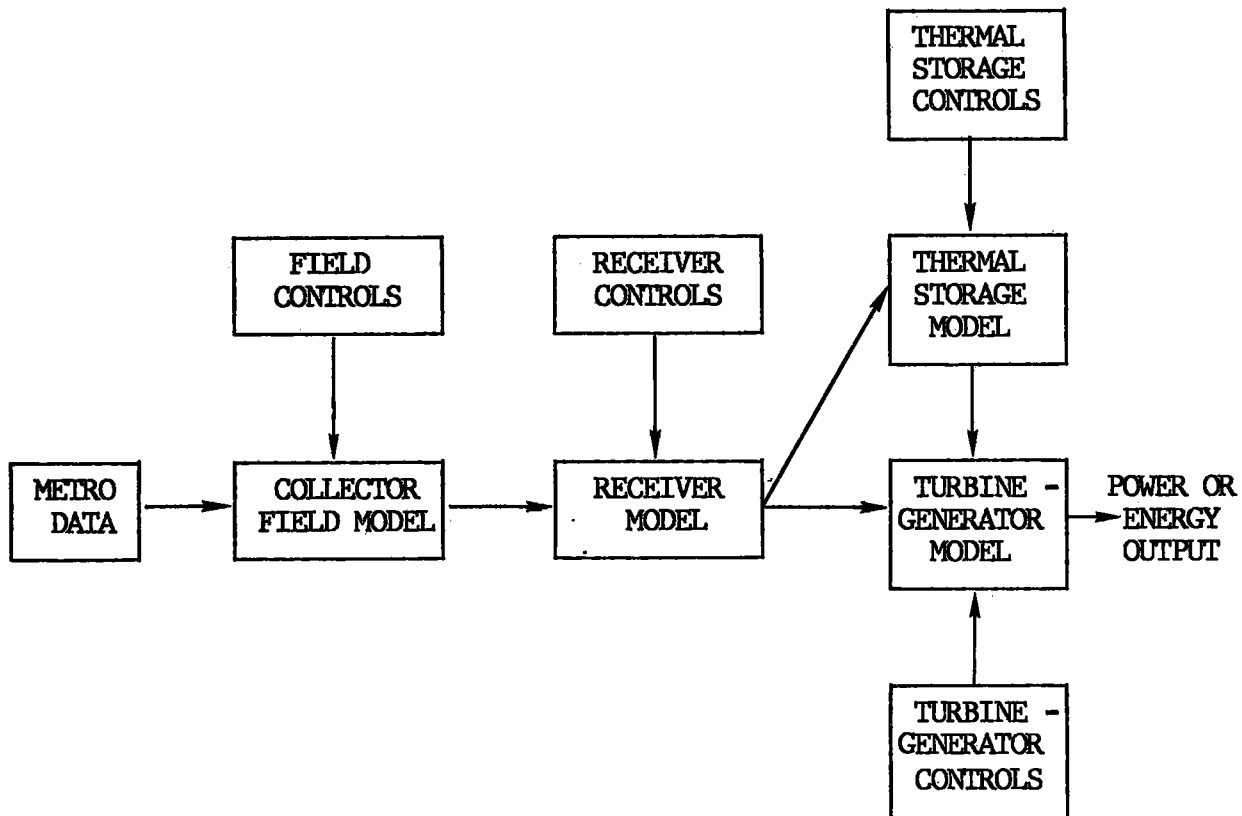 THERMAL
STORAGE
CONTROLS
FIELD
CONTROLS
RECEIVER
CONTROLS
THERMAL
STORAGE
MODEL
METRO
DATA
COLLECTOR
FIELD MODEL
RECEIVER
MODEL
TURBINE -
GENERATOR
MODEL
POWER OR
ENERGY
OUTPUT
TURBINE -
GENERATOR
CONTROLS